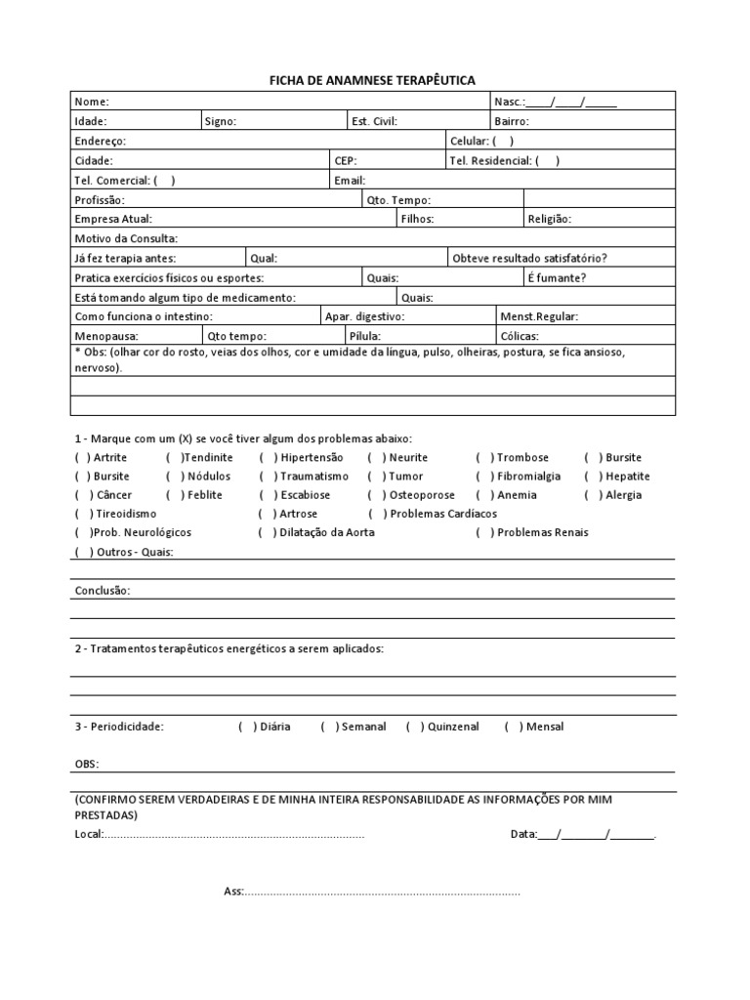 FICHA DE ANAMNESE TERAPÊUTICA
Nome: Nasc.:____/____/_____
Idade: Signo: Est. Civil: Bairro:
Endereço: Celular: ( )
Cidade: CEP: Tel. Residencial: ( )
Tel. Comercial: ( ) Email:
Profissão: Qto. Tempo:
Empresa Atual: Filhos: Religião:
Motivo da Consulta:
Já fez terapia antes: Qual: Obteve resultado satisfatório?
Pratica exercícios físicos ou esportes: Quais: É fumante?
Está tomando algum tipo de medicamento: Quais:
Como funciona o intestino: Apar. digestivo: Menst.Regular:
Menopausa: Qto tempo: Pílula: Cólicas:
* Obs: (olhar cor do rosto, veias dos olhos, cor e umidade da língua, pulso, olheiras, postura, se fica ansioso,
nervoso).
1 - Marque com um (X) se você tiver algum dos problemas abaixo:
( ) Artrite ( )Tendinite ( ) Hipertensão ( ) Neurite ( ) Trombose ( ) Bursite
( ) Bursite ( ) Nódulos ( ) Traumatismo ( ) Tumor ( ) Fibromialgia ( ) Hepatite
( ) Câncer ( ) Feblite ( ) Escabiose ( ) Osteoporose ( ) Anemia ( ) Alergia
( ) Tireoidismo ( ) Artrose ( ) Problemas Cardíacos
( )Prob. Neurológicos ( ) Dilatação da Aorta ( ) Problemas Renais
( ) Outros - Quais:
Conclusão:
2 - Tratamentos terapêuticos energéticos a serem aplicados:
3 - Periodicidade: ( ) Diária ( ) Semanal ( ) Quinzenal ( ) Mensal
OBS:
(CONFIRMO SEREM VERDADEIRAS E DE MINHA INTEIRA RESPONSABILIDADE AS INFORMAÇÕES POR MIM
PRESTADAS)
Local:.................................................................................. Data:___/_______/_______.
Ass:.......................................................................................